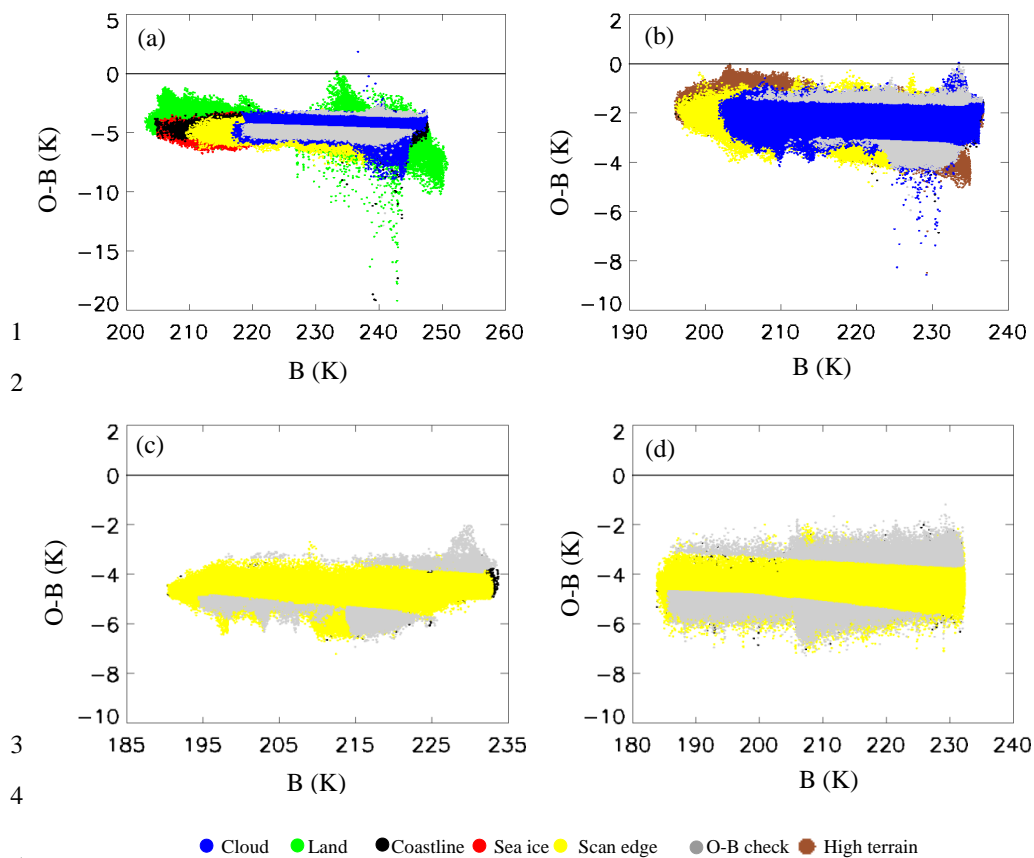 (a)
5
0
−5
−10
−15
−20
O-B (K)
200 210 220 230 240 250 260
B (K)
(b)
2
0
−2
−4
−6
−8
−10
O-B (K)
190 200 210 220 230 240
B (K)
1
2
(c)
2
0
−2
−4
−6
−8
−10
O-B (K)
185 195 205 215 225 235
B (K)
(d)
2
0
−2
−4
−6
−8
−10
O-B (K)
180 190 200 210 220 230 240
B (K)
3
4
Cloud Land Coastline Sea ice Scan edge O-B check High terrain